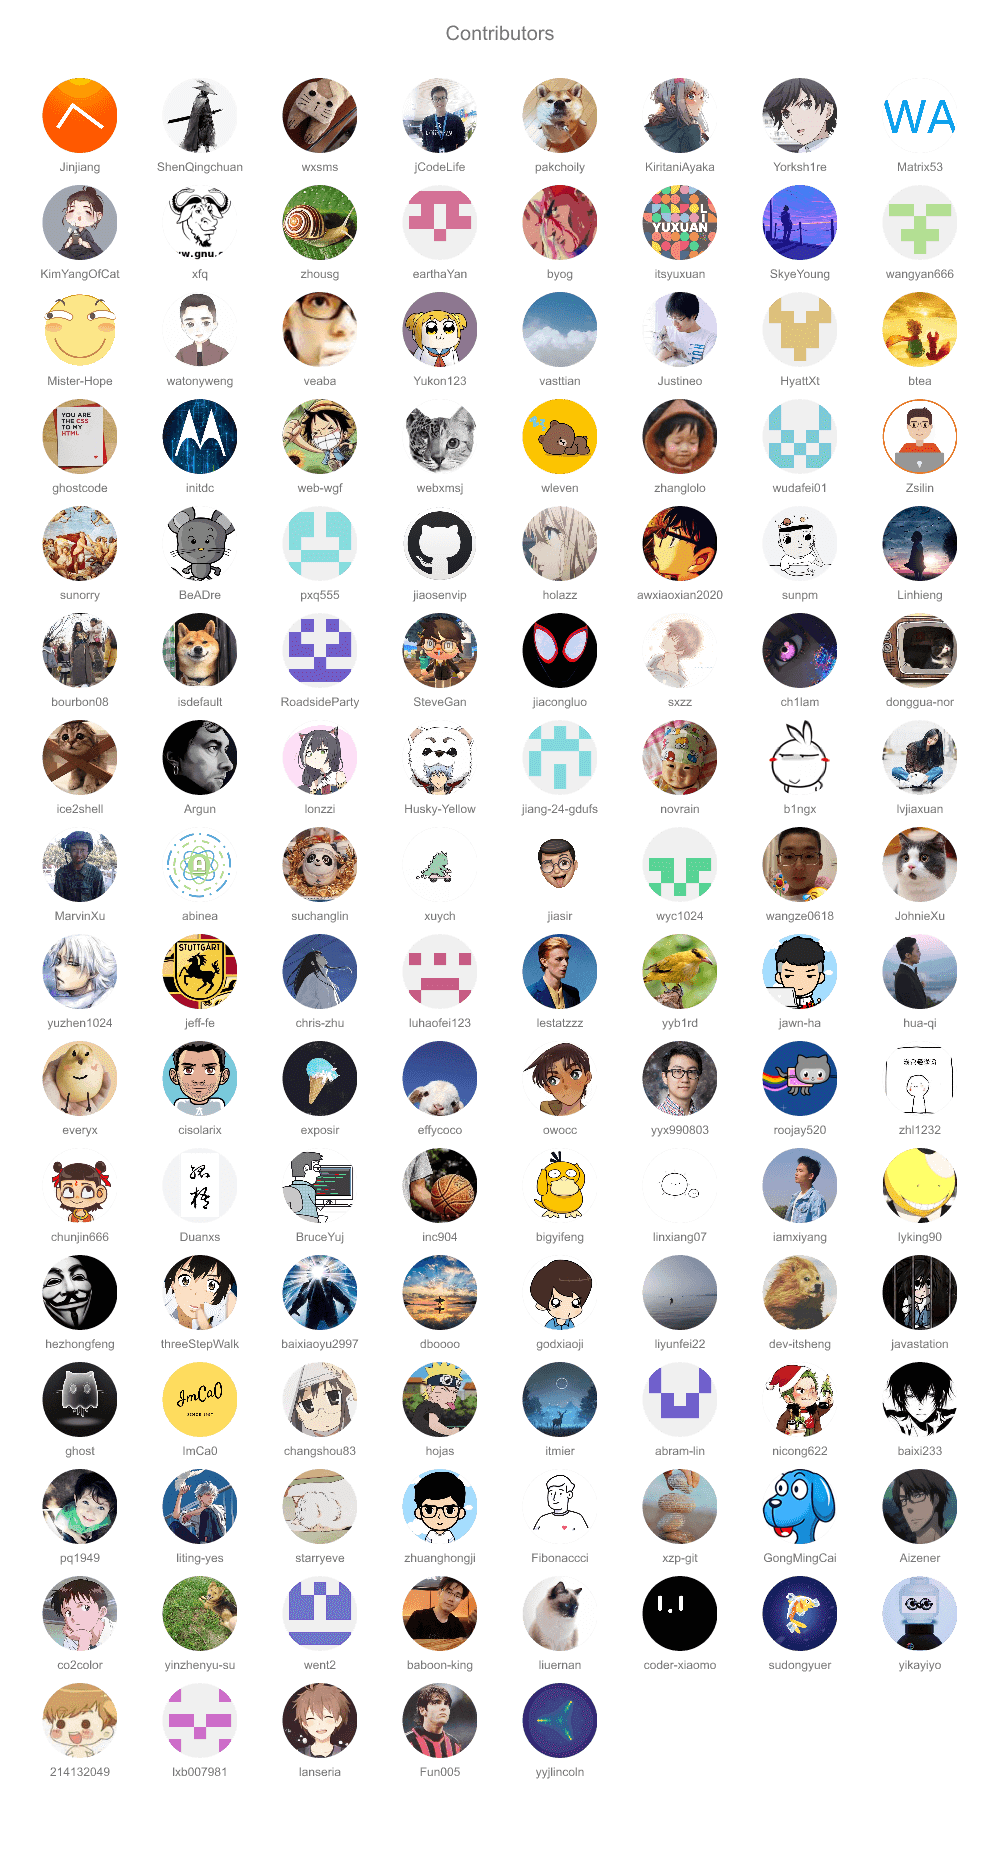 Contributors
Jinjiang ShenQingchuan wxsms jCodeLife pakchoily KiritaniAyaka Yorksh1re Matrix53
WA
KimYangOfCat xfq zhousg earthaYan byog itsyuxuan SkyeYoung wangyan666
YUXUAN
LI
Mister-Hope watonyweng veaba Yukon123 vasttian Justineo HyattXt btea
YOU ARE
THE CSS
TO MY
HTML
ghostcode initdc web-wgf webxmsj wleven zhanglolo wudafei01 Zsilin
sunorry BeADre pxq555 jiaosenvip holazz awxiaoxian2020 sunpm Linhieng
bourbon08 isdefault RoadsideParty SteveGan jiacongluo sxzz ch1lam donggua-nor
ice2shell Argun lonzzi Husky-Yellow jiang-24-gdufs novrain b1ngx lvjiaxuan
A
MarvinXu abinea suchanglin xuych jiasir wyc1024 wangze0618 JohnieXu
STUTTGART
yuzhen1024 jeff-fe chris-zhu luhaofei123 lestatzzz yyb1rd jawn-ha hua-qi
everyx cisolarix exposir effycoco owocc yyx990803 roojay520 zhl1232
chunjin666 Duanxs BruceYuj inc904 bigyifeng linxiang07 iamxiyang lyking90
hezhongfeng threeStepWalk baixiaoyu2997 dboooo godxiaoji liyunfei22 dev-itsheng javastation
JmCaO
ghost ImCa0 changshou83 hojas itmier abram-lin nicong622 baixi233
pq1949 liting-yes starryeve zhuanghongji Fibonaccci xzp-git GongMingCai Aizener
co2color yinzhenyu-su went2 baboon-king liuernan coder-xiaomo sudongyuer yikayiyo
214132049 lxb007981 lanseria Fun005 yyjlincoln